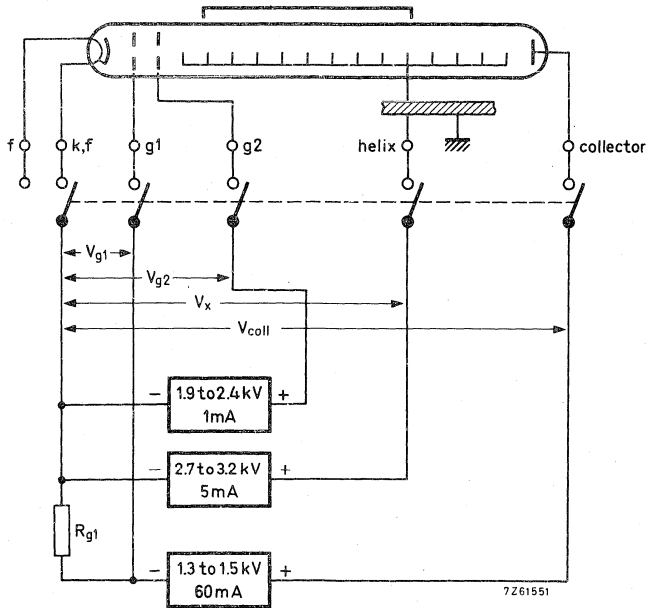 f
k,f
g1
g2
helix
collector
Vg1
Vg2
Vx
Vcoll
− 1.9 to 2.4 kV +
1mA
− 2.7 to 3.2 kV +
5mA
Rg1
− 1.3 to 1.5 kV +
60mA
7Z61551